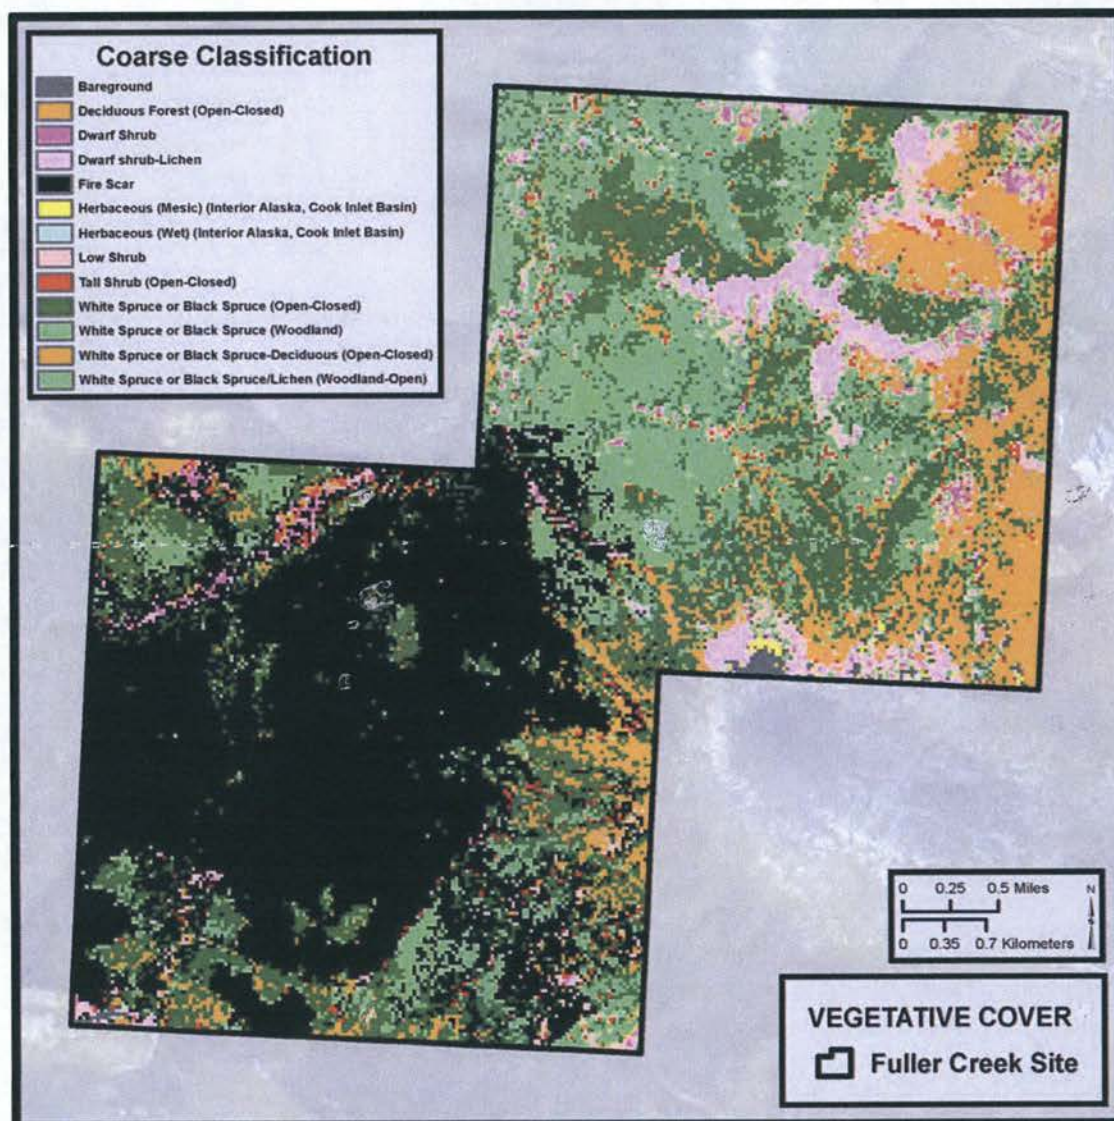 Coarse Classification
Bareground
Deciduous Forest (Open-Closed)
Dwarf Shrub
Dwarf shrub-Lichen
Fire Scar
Herbaceous (Mesic) (Interior Alaska, Cook Inlet Basin)
Herbaceous (Wet) (Interior Alaska, Cook Inlet Basin)
Low Shrub
Tall Shrub (Open-Closed)
White Spruce or Black Spruce (Open-Closed)
White Spruce or Black Spruce (Woodland)
White Spruce or Black Spruce-Deciduous (Open-Closed)
White Spruce or Black Spruce/Lichen (Woodland-Open)
0 0.25 0.5 Miles N
0 0.35 0.7 Kilometers
VEGETATIVE COVER
Fuller Creek Site